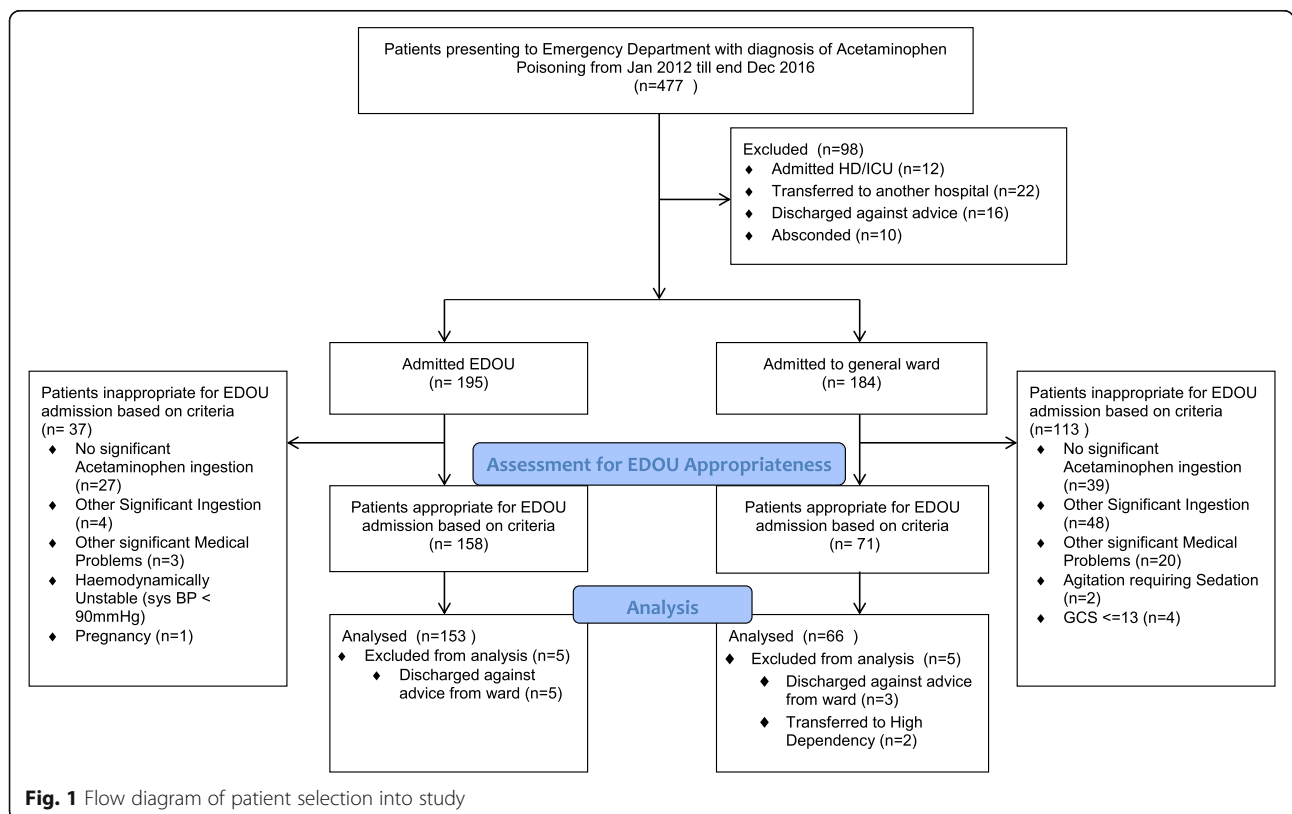 Patients presenting to Emergency Department with diagnosis of Acetaminophen
Poisoning from Jan 2012 till end Dec 2016
(n=477 )
Excluded (n=98)
♦ Admitted HD/ICU (n=12)
♦ Transferred to another hospital (n=22)
♦ Discharged against advice (n=16)
♦ Absconded (n=10)
Admitted EDOU
(n= 195)
Admitted to general ward
(n= 184)
Patients inappropriate for EDOU
admission based on criteria
(n= 37)
♦ No significant
Acetaminophen ingestion
(n=27)
♦ Other Significant Ingestion
(n=4)
♦ Other significant Medical
Problems (n=3)
♦ Haemodynamically
Unstable (sys BP <
90mmHg)
♦ Pregnancy (n=1)
Patients inappropriate for EDOU
admission based on criteria
(n=113 )
♦ No significant
Acetaminophen ingestion
(n=39)
♦ Other Significant Ingestion
(n=48)
♦ Other significant Medical
Problems (n=20)
♦ Agitation requiring Sedation
(n=2)
♦ GCS <=13 (n=4)
Assessment for EDOU Appropriateness
Patients appropriate for EDOU
admission based on criteria
(n= 158)
Patients appropriate for EDOU
admission based on criteria
(n= 71)
Analysis
Analysed (n=153 )
♦ Excluded from analysis (n=5)
♦ Discharged against
advice from ward (n=5)
Analysed (n=66 )
♦ Excluded from analysis (n=5)
♦ Discharged against advice
from ward (n=3)
♦ Transferred to High
Dependency (n=2)
Fig. 1 Flow diagram of patient selection into study